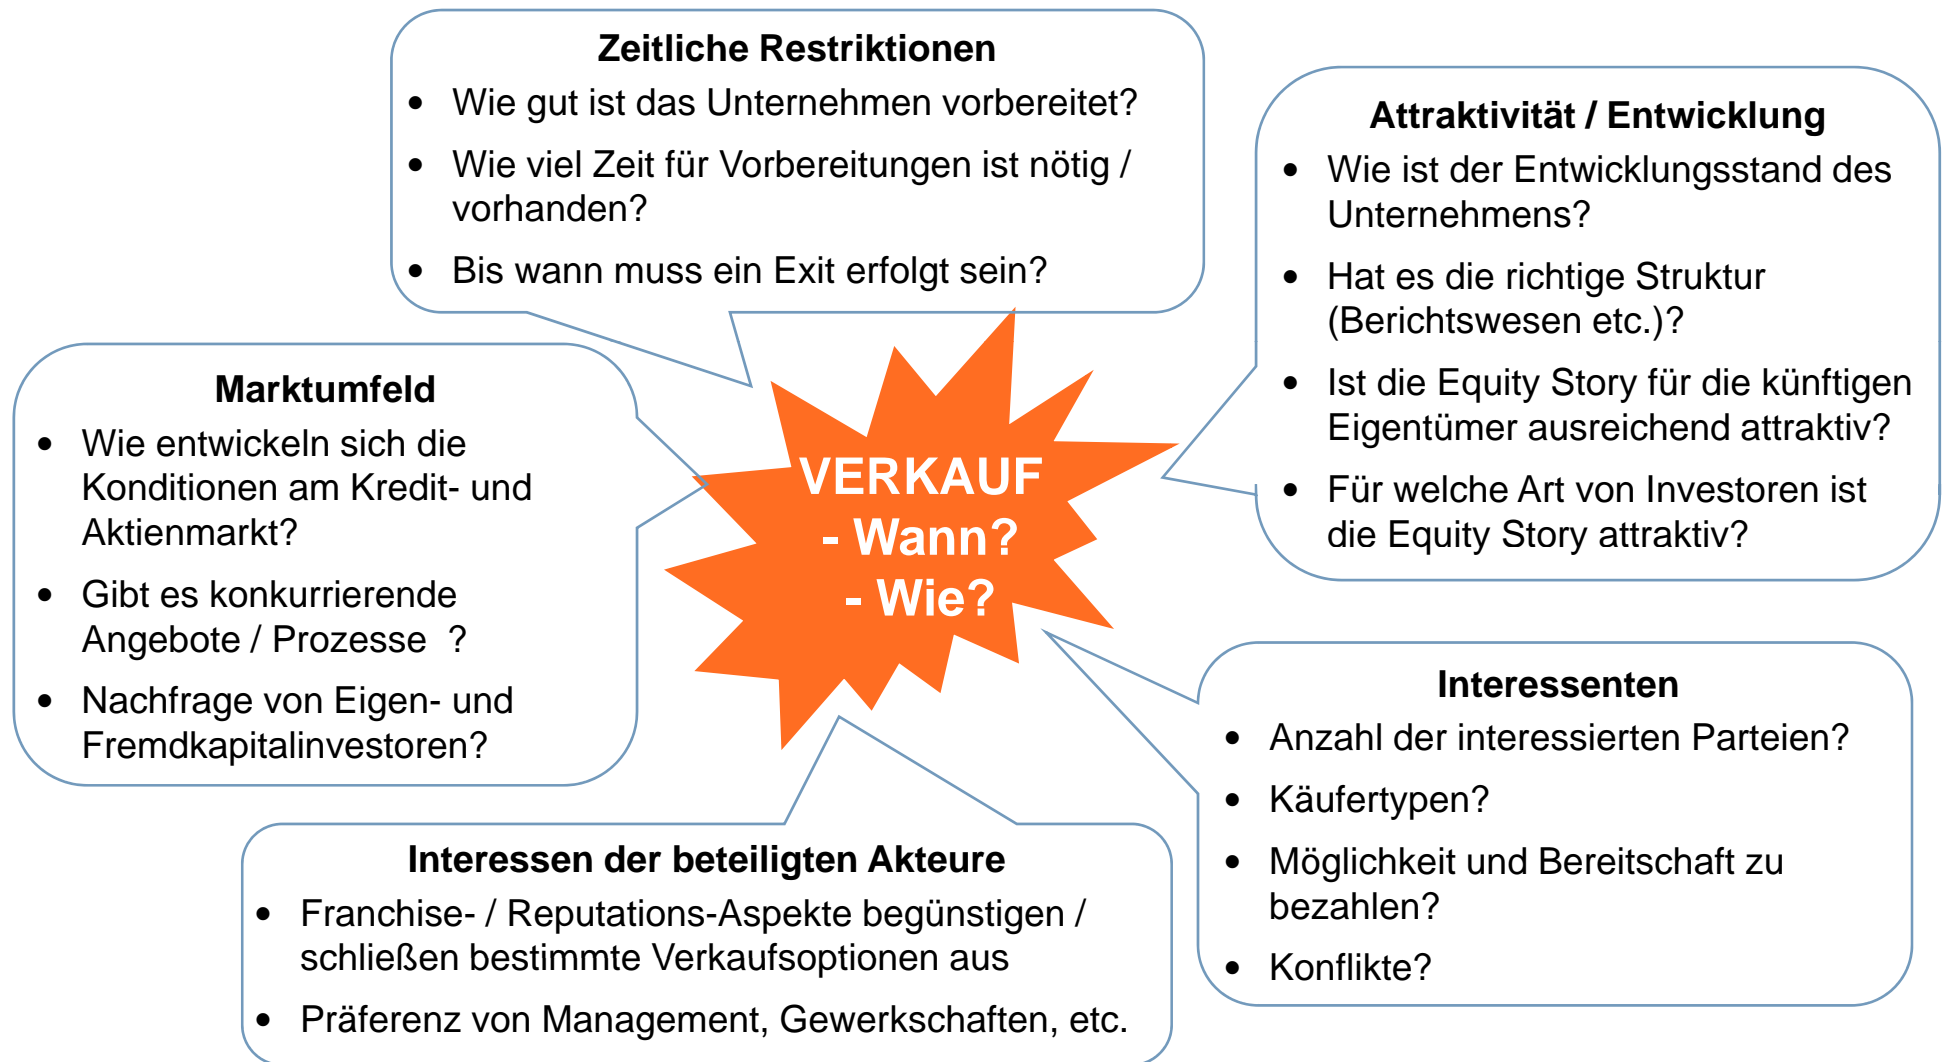 Zeitliche Restriktionen
• Wie gut ist das Unternehmen vorbereitet?
• Wie viel Zeit für Vorbereitungen ist nötig /
vorhanden?
• Bis wann muss ein Exit erfolgt sein?
Attraktivität / Entwicklung
• Wie ist der Entwicklungsstand des
Unternehmens?
• Hat es die richtige Struktur
(Berichtswesen etc.)?
• Ist die Equity Story für die künftigen
Eigentümer ausreichend attraktiv?
• Für welche Art von Investoren ist
die Equity Story attraktiv?
Marktumfeld
• Wie entwickeln sich die
Konditionen am Kredit- und
Aktienmarkt?
• Gibt es konkurrierende
Angebote / Prozesse ?
• Nachfrage von Eigen- und
Fremdkapitalinvestoren?
VERKAUF
- Wann?
- Wie?
Interessenten
• Anzahl der interessierten Parteien?
• Käufertypen?
• Möglichkeit und Bereitschaft zu
bezahlen?
• Konflikte?
Interessen der beteiligten Akteure
• Franchise- / Reputations-Aspekte begünstigen /
schließen bestimmte Verkaufsoptionen aus
• Präferenz von Management, Gewerkschaften, etc.